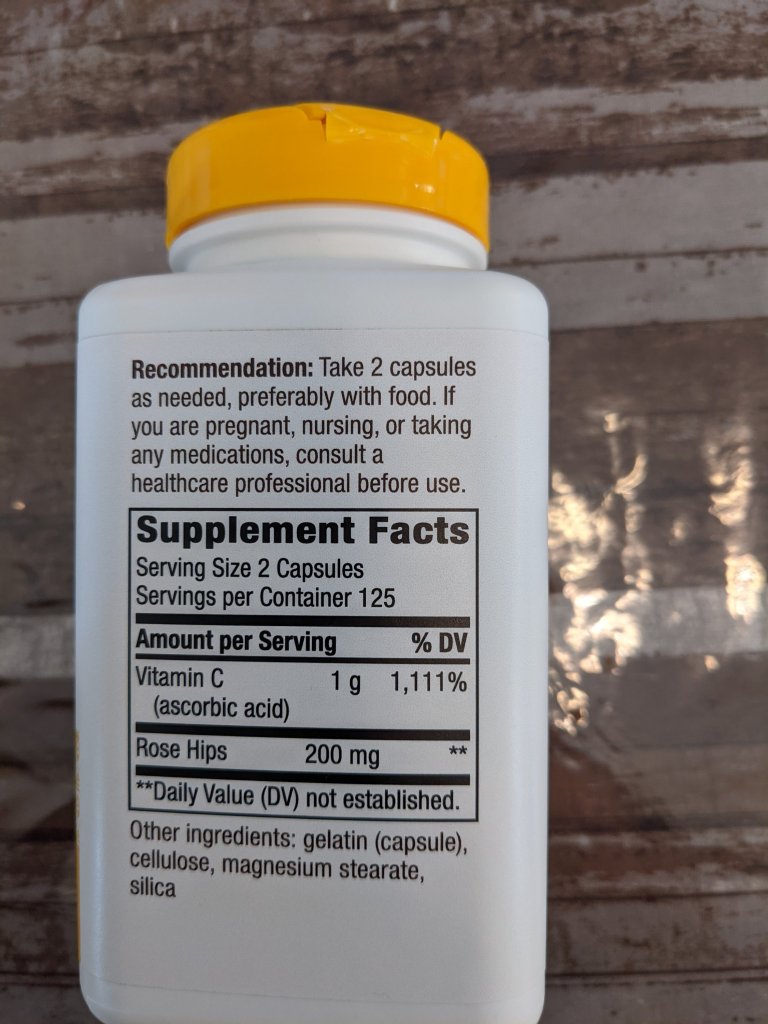 Recommendation: Take 2 capsules
as needed, preferably with food. If
you are pregnant, nursing, or taking
any medications, consult a
healthcare professional before use.
Supplement Facts
Serving Size 2 Capsules
Servings per Container 125
Amount per Serving % DV
Vitamin C 1 g 1,111%
(ascorbic acid)
Rose Hips 200 mg **
**Daily Value (DV) not established.
Other ingredients: gelatin (capsule),
cellulose, magnesium stearate,
silica